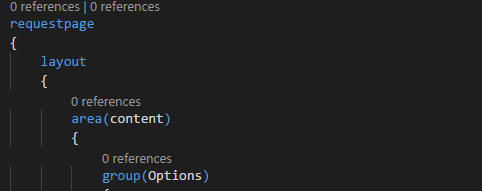 0 references | 0 references
requestpage
{
layout
{
0 references
area(content)
{
0 references
group(Options)
{